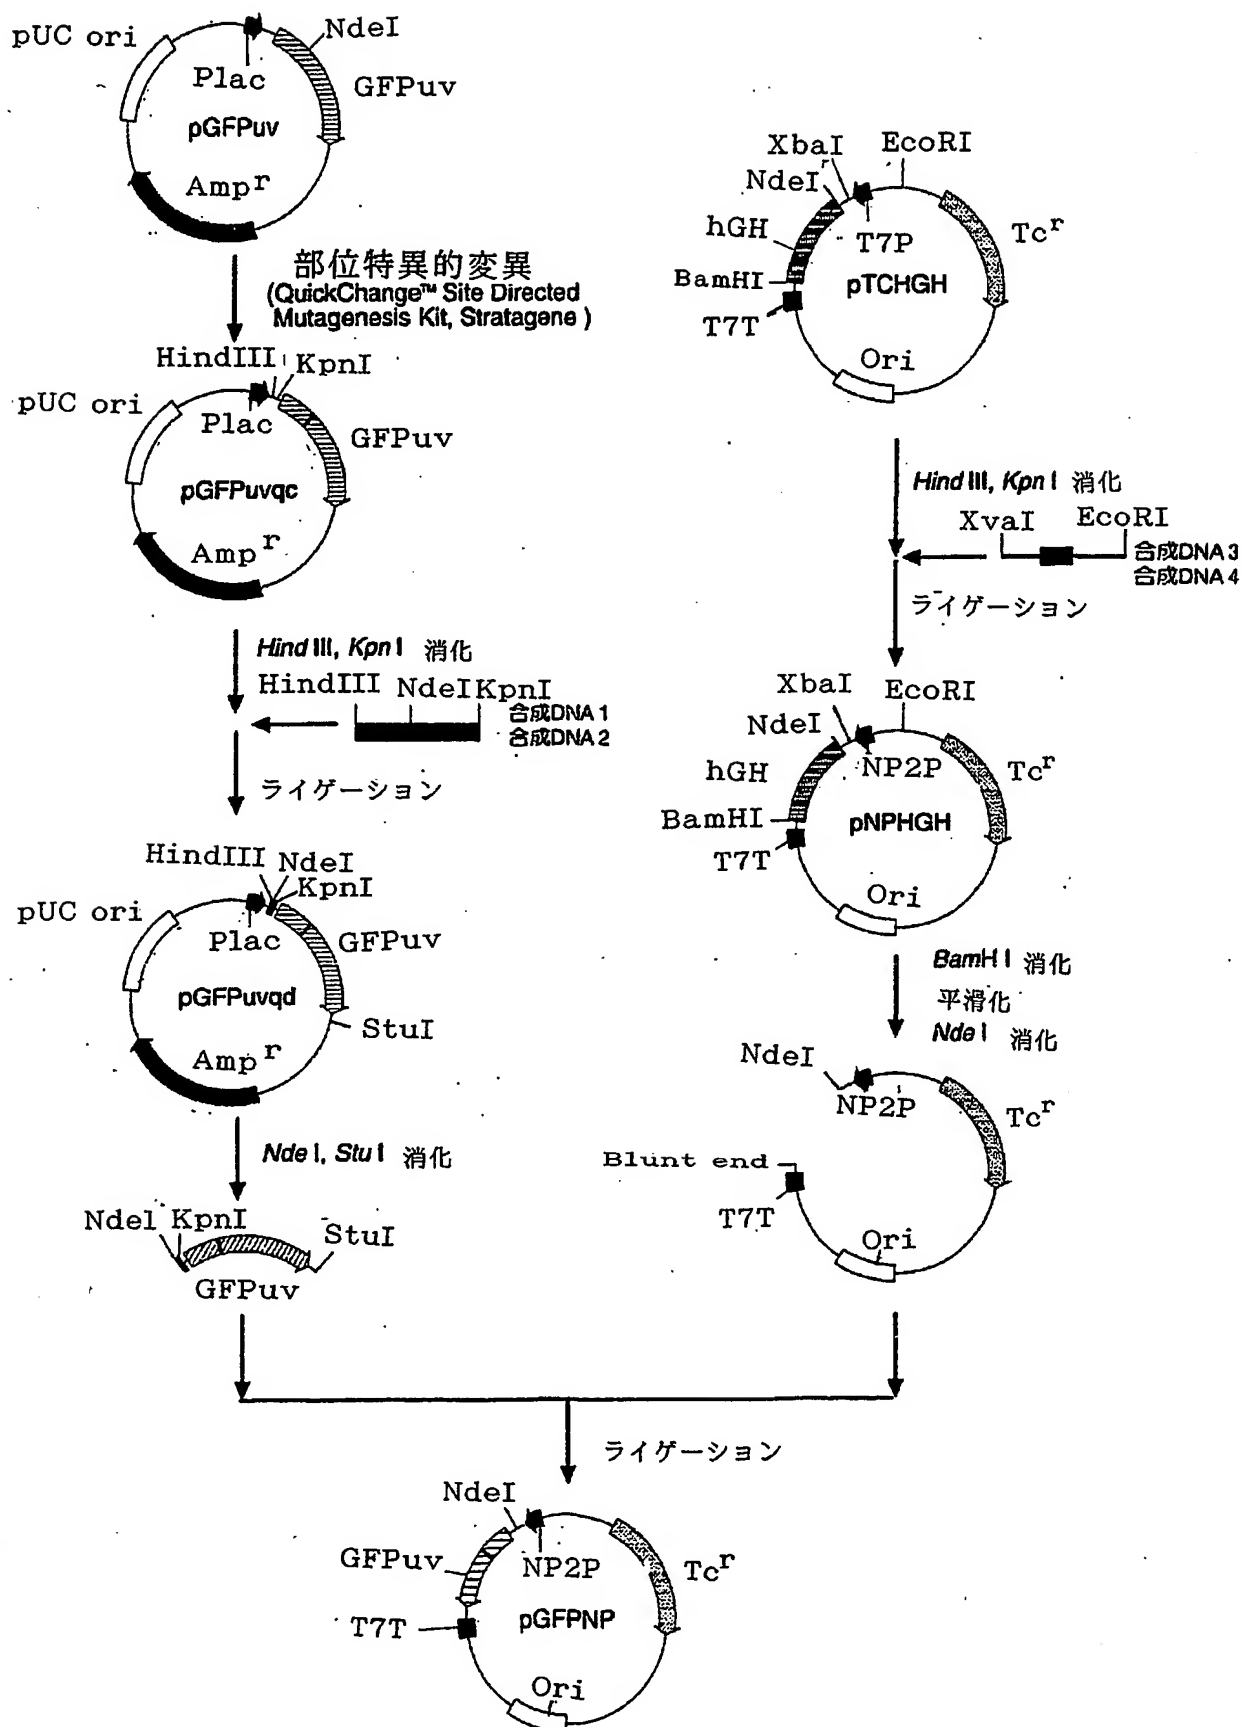 pUC ori
NdeI
Plac
GFPuv
pGFPuv
Amp r
部位特異的変異
(QuickChange™ Site Directed
Mutagenesis Kit, Stratagene)
HindIII KpnI
pUC ori
Plac
GFPuv
pGFPuvqc
Amp r
Hind III, Kpn I 消化
HindIII NdeI KpnI
合成DNA 1
合成DNA 2
ライゲーション
HindIII NdeI
KpnI
pUC ori
Plac GFPuv
pGFPuvqd
StuI
Amp r
Nde I, Stu I 消化
NdeI KpnI
StuI
GFPuv
XbaI EcoRI
NdeI
hGH
T7P
Tc r
BamHI
pTCHGH
T7T
Ori
Hind III, Kpn I 消化
XvaI EcoRI
合成DNA 3
合成DNA 4
ライゲーション
XbaI EcoRI
NdeI
hGH
NP2P
Tc r
BamHI
pNPHGH
T7T
Ori
BamH I 消化
平滑化
Nde I 消化
NdeI
NP2P
Tc r
Blunt end
T7T
Ori
ライゲーション
NdeI
GFPuv
NP2P
Tc r
T7T
pGFPNP
Ori